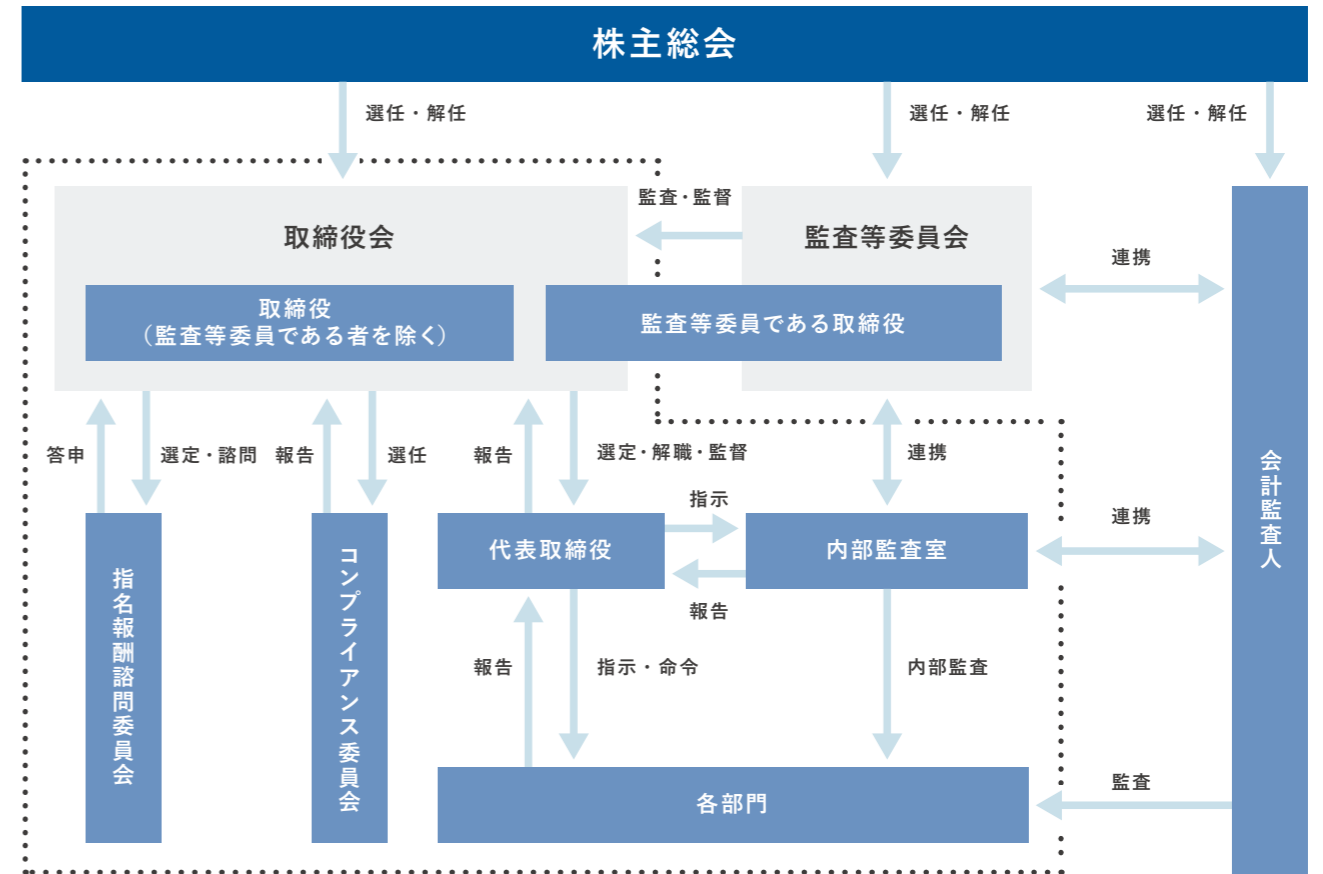 株主総会
選任・解任
選任・解任
選任・解任
監査・監督
取締役会
監査等委員会
連携
取締役
（監査等委員である者を除く）
監査等委員である取締役
答申
選定・諮問
報告
選任
報告
選定・解職・監督
連携
指示
代表取締役
内部監査室
連携
会計監査人
報告
指名報酬諮問委員会
コンプライアンス委員会
報告
指示・命令
内部監査
各部門
監査